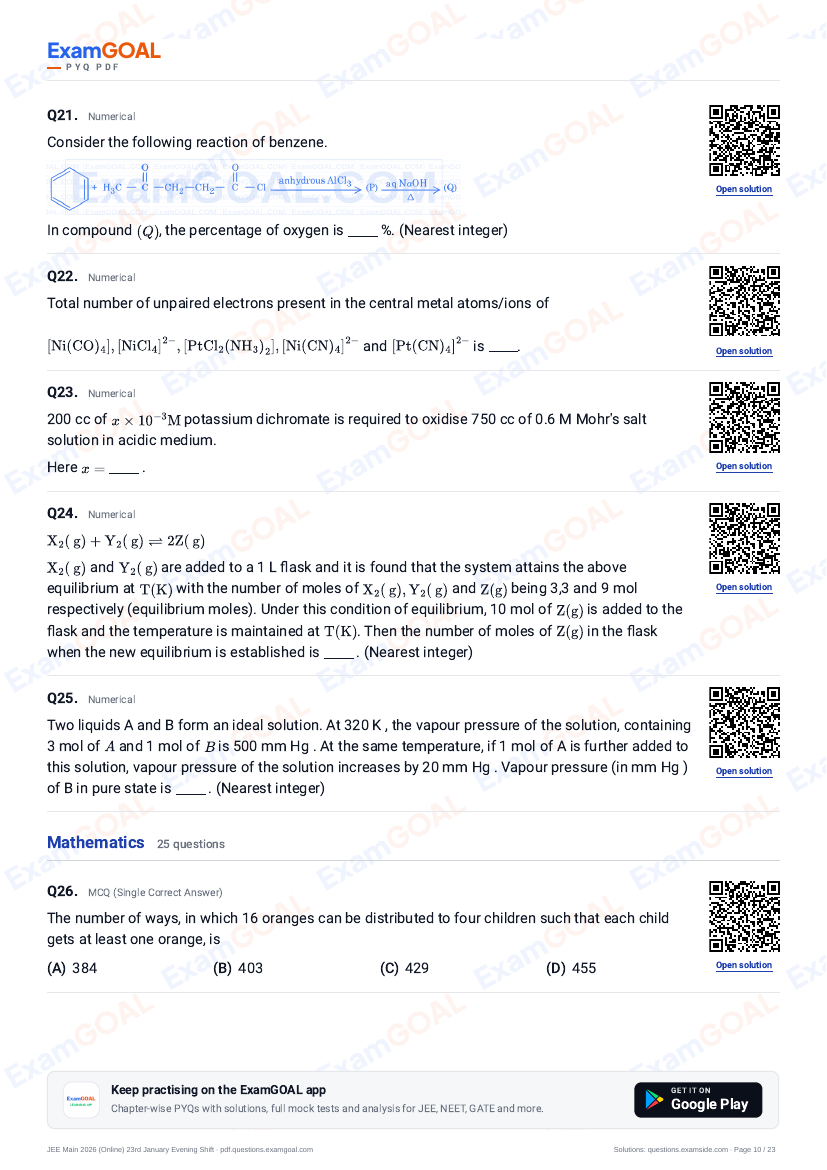 ExamGOAL
PYQ PDF
Q21. Numerical
Consider the following reaction of benzene.
+ H₃C — C — CH₂ — CH₂ — C — Cl anhydrous AlCl₃ (P) aq NaOH Δ (Q)
O O
In compound (Q), the percentage of oxygen is ____ %. (Nearest integer)
Open solution
Q22. Numerical
Total number of unpaired electrons present in the central metal atoms/ions of
[Ni(CO)₄], [NiCl₄]²⁻, [PtCl₂(NH₃)₂], [Ni(CN)₄]²⁻ and [Pt(CN)₄]²⁻ is ____.
Open solution
Q23. Numerical
200 cc of x × 10⁻³M potassium dichromate is required to oxidise 750 cc of 0.6 M Mohr's salt
solution in acidic medium.
Here x = ____ .
Open solution
Q24. Numerical
X₂( g) + Y₂( g) ⇌ 2Z( g)
X₂( g) and Y₂( g) are added to a 1 L flask and it is found that the system attains the above
equilibrium at T(K) with the number of moles of X₂( g), Y₂( g) and Z(g) being 3,3 and 9 mol
respectively (equilibrium moles). Under this condition of equilibrium, 10 mol of Z(g) is added to the
flask and the temperature is maintained at T(K). Then the number of moles of Z(g) in the flask
when the new equilibrium is established is ____ . (Nearest integer)
Open solution
Q25. Numerical
Two liquids A and B form an ideal solution. At 320 K , the vapour pressure of the solution, containing
3 mol of A and 1 mol of B is 500 mm Hg . At the same temperature, if 1 mol of A is further added to
this solution, vapour pressure of the solution increases by 20 mm Hg . Vapour pressure (in mm Hg )
of B in pure state is ____ . (Nearest integer)
Open solution
Mathematics 25 questions
Q26. MCQ (Single Correct Answer)
The number of ways, in which 16 oranges can be distributed to four children such that each child
gets at least one orange, is
(A) 384 (B) 403 (C) 429 (D) 455
Open solution
ExamGOAL
Keep practising on the ExamGOAL app
Chapter-wise PYQs with solutions, full mock tests and analysis for JEE, NEET, GATE and more.
GET IT ON
Google Play
JEE Main 2026 (Online) 23rd January Evening Shift · pdf.questions.examgoal.com
Solutions: questions.examside.com · Page 10 / 23